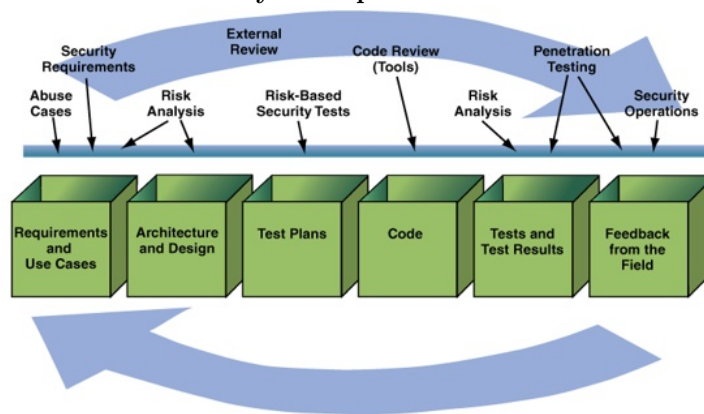 Security
Requirements
External
Review
Code Review
(Tools)
Penetration
Testing
Abuse
Cases
Risk
Analysis
Risk-Based
Security Tests
Risk
Analysis
Security
Operations
Requirements
and
Use Cases
Architecture
and Design
Test Plans
Code
Tests and
Test Results
Feedback
from the
Field